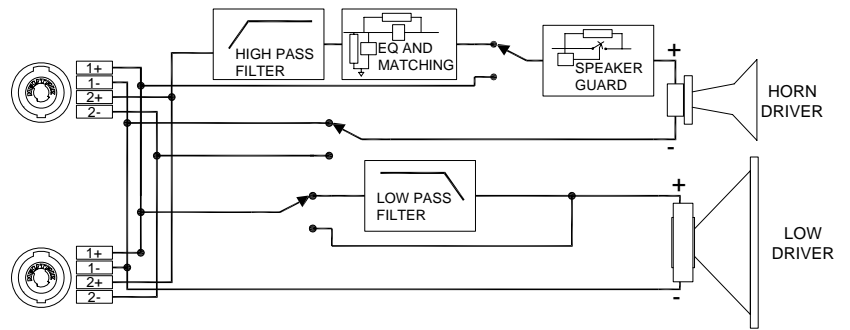 1+
1-
2+
2-
HIGH PASS
FILTER
EQ AND
MATCHING
SPEAKER
GUARD
+
-
HORN
DRIVER
LOW PASS
FILTER
+
-
LOW
DRIVER
1+
1-
2+
2-